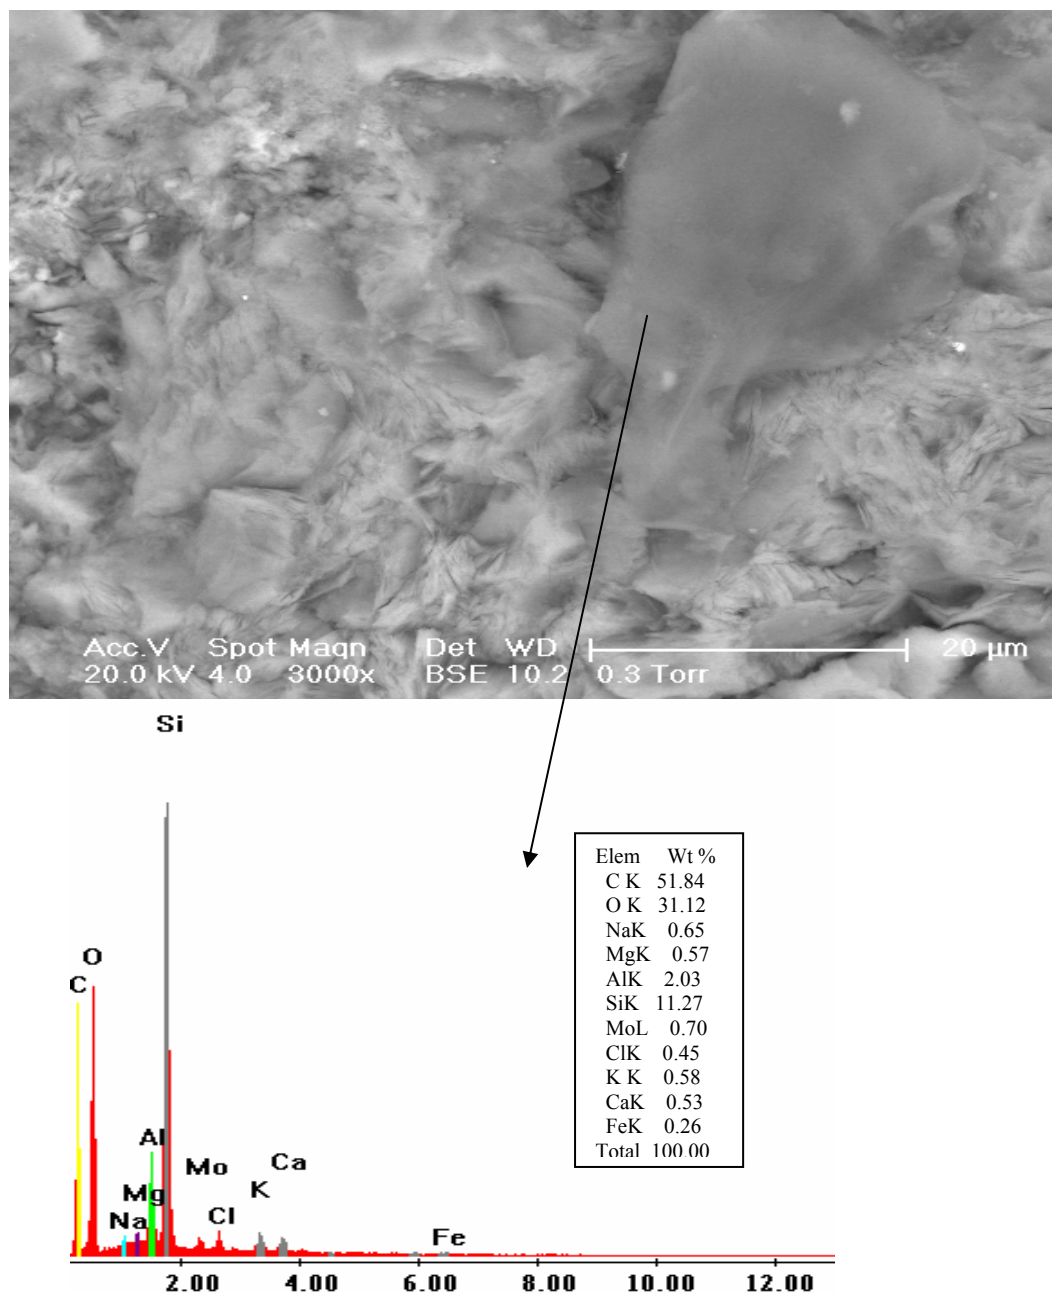 Acc.V Spot Magn Det WD 20 µm
20.0 kV 4.0 3000x BSE 10.2 0.3 Torr
Si
O
C
Al
Mo
Ca
Mg
K
Na
Cl
Fe
2.00 4.00 6.00 8.00 10.00 12.00
Elem Wt %
C K 51.84
O K 31.12
NaK 0.65
MgK 0.57
AlK 2.03
SiK 11.27
MoL 0.70
ClK 0.45
K K 0.58
CaK 0.53
FeK 0.26
Total 100.00